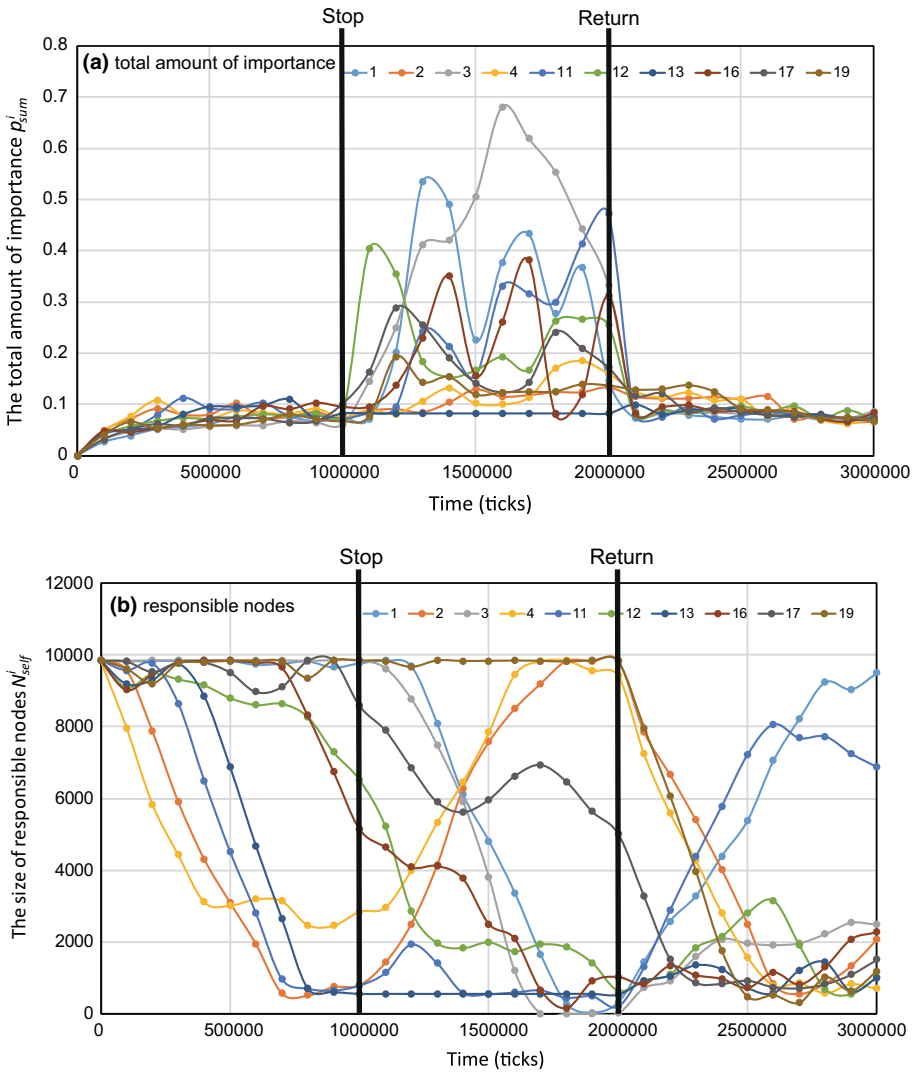 Stop Return
(a) total amount of importance
1 2 3 4 11 12 13 16 17 19
The total amount of importance p^i_sum
0.8
0.7
0.6
0.5
0.4
0.3
0.2
0.1
0
0 500000 1000000 1500000 2000000 2500000 3000000
Time (ticks)
Stop Return
(b) responsible nodes
1 2 3 4 11 12 13 16 17 19
The size of responsible nodes N^i_self
12000
10000
8000
6000
4000
2000
0
0 500000 1000000 1500000 2000000 2500000 3000000
Time (ticks)